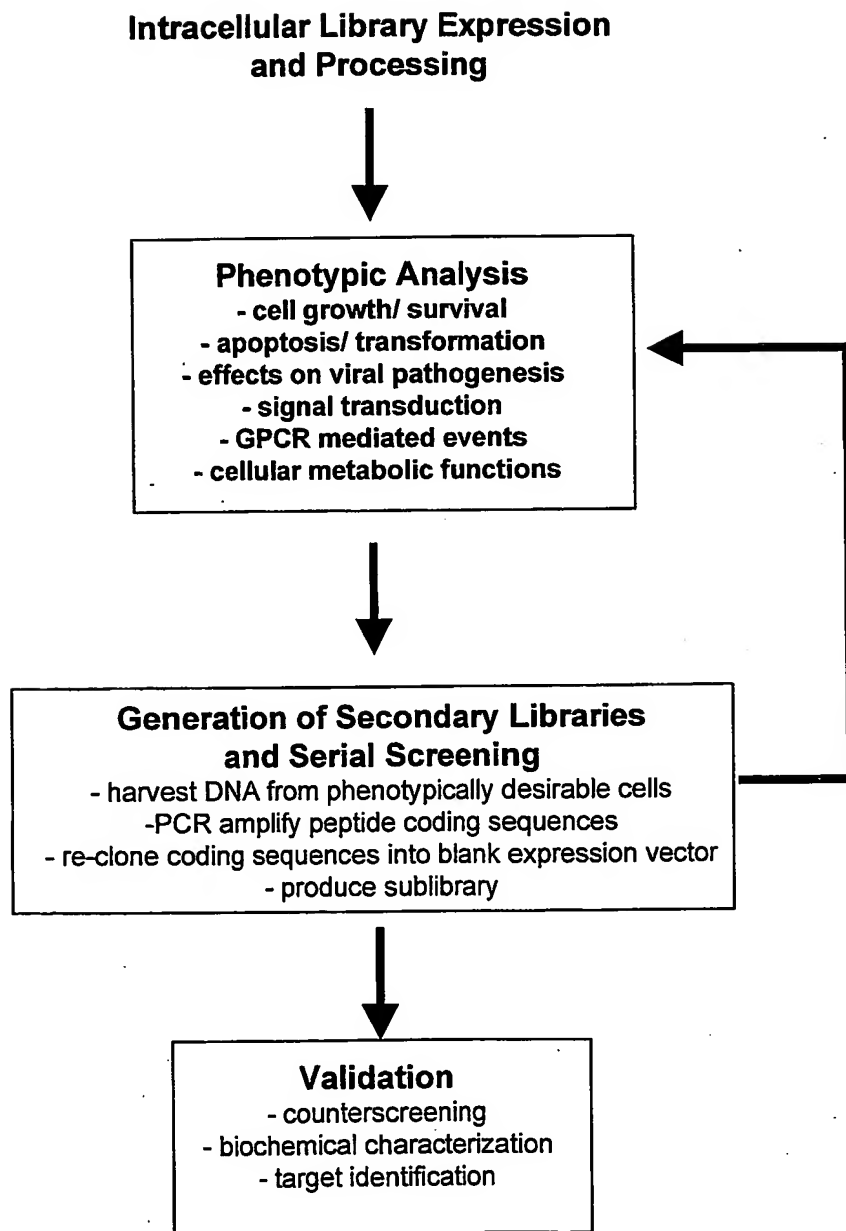 Intracellular Library Expression
and Processing
Phenotypic Analysis
- cell growth/ survival
- apoptosis/ transformation
- effects on viral pathogenesis
- signal transduction
- GPCR mediated events
- cellular metabolic functions
Generation of Secondary Libraries
and Serial Screening
- harvest DNA from phenotypically desirable cells
-PCR amplify peptide coding sequences
- re-clone coding sequences into blank expression vector
- produce sublibrary
Validation
- counterscreening
- biochemical characterization
- target identification